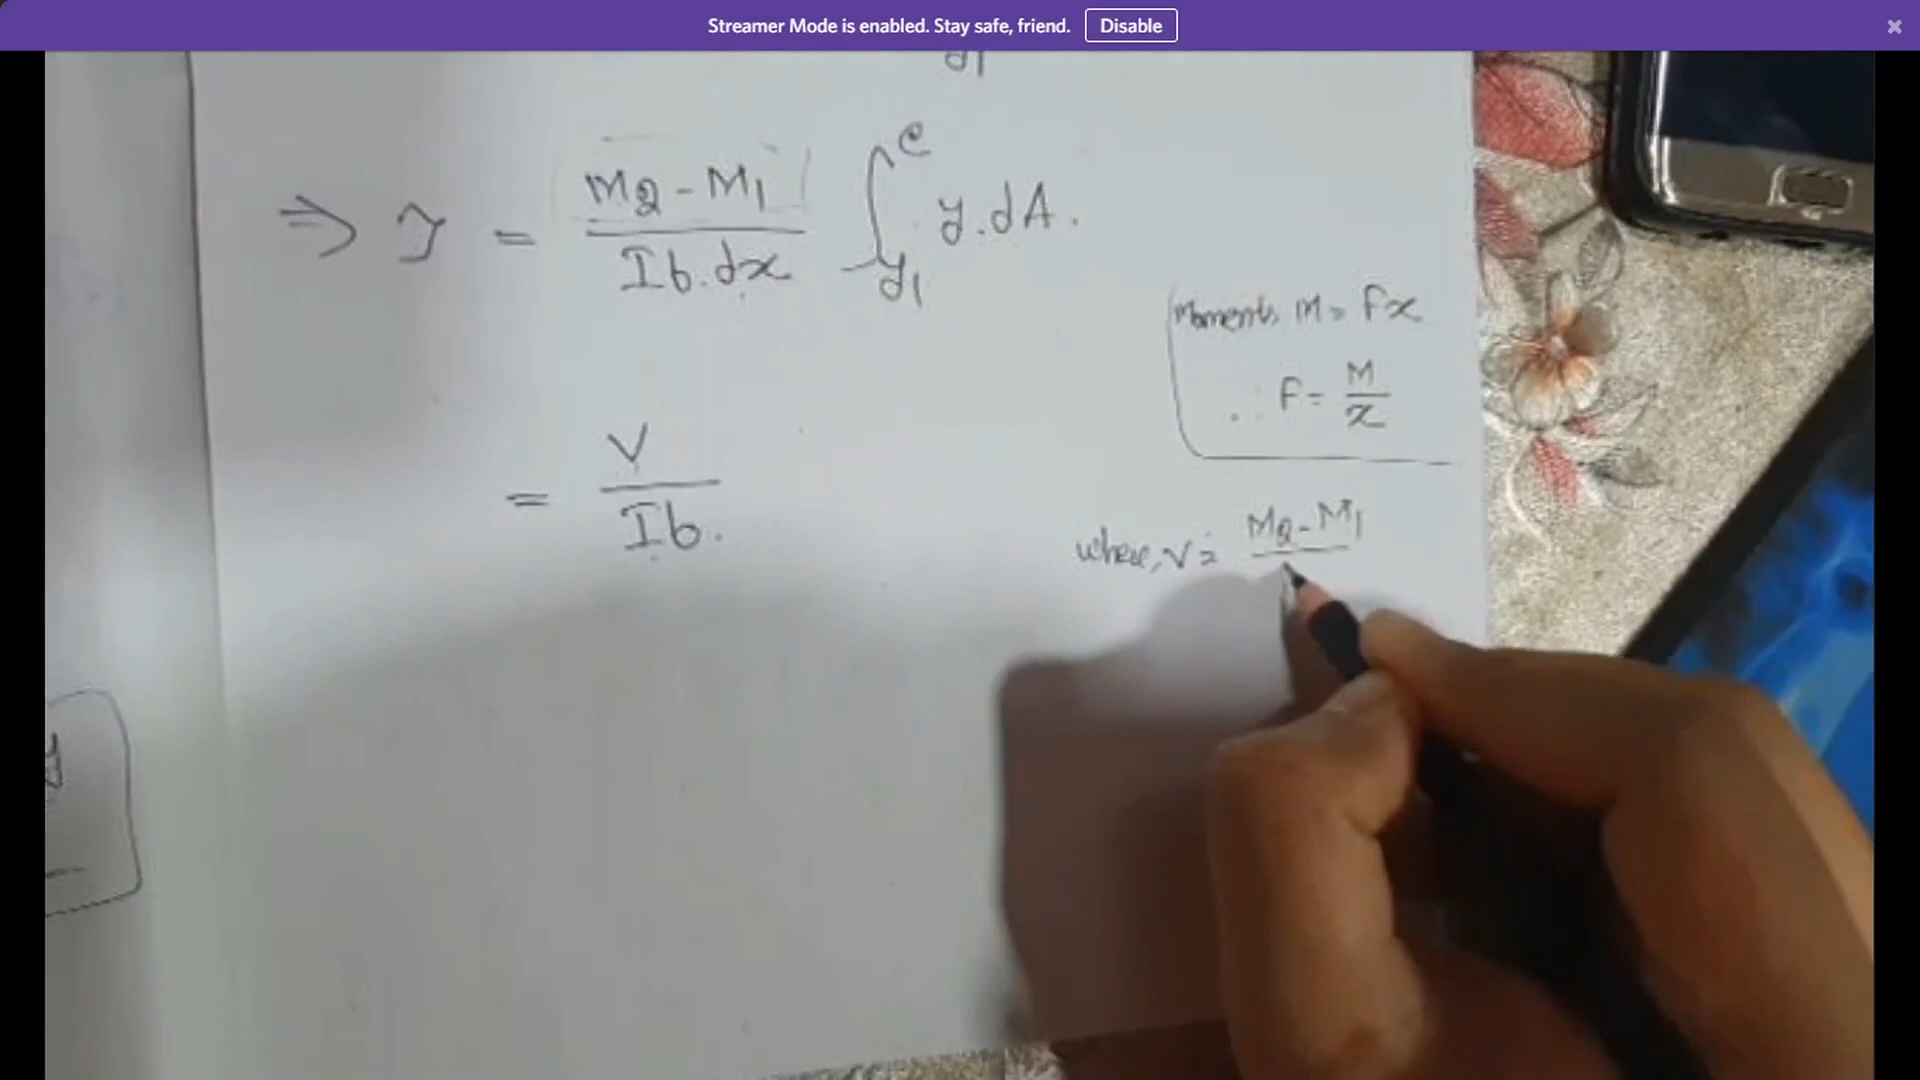 Streamer Mode is enabled. Stay safe, friend. Disable
y1
⇒ τ = M2 - M1 / Ib.dx ∫ e y1 y.dA.
Moments M = Fx
∴ F = M / x
= V / Ib.
where, V = M2 - M1